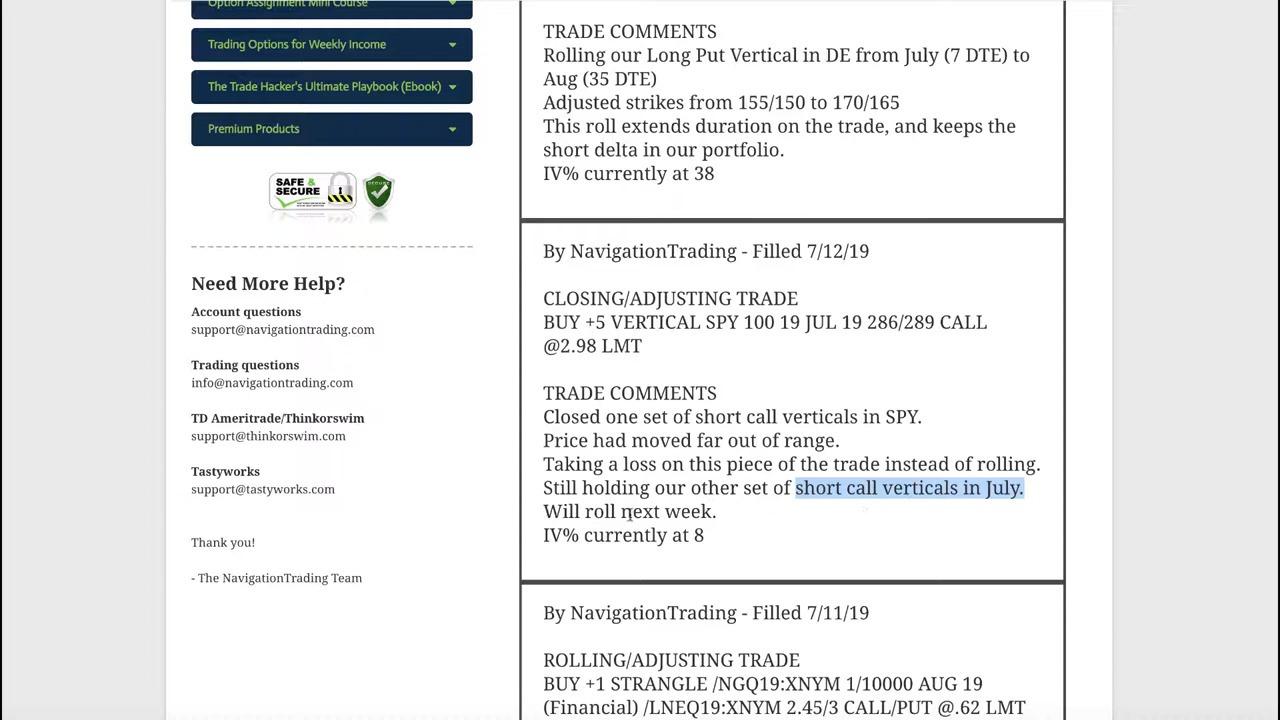 Option Assignment Mini Course
Trading Options for Weekly Income
The Trade Hacker's Ultimate Playbook (Ebook)
Premium Products
SAFE &
SECURE
SECURE
Need More Help?
Account questions
support@navigationtrading.com
Trading questions
info@navigationtrading.com
TD Ameritrade/Thinkorswim
support@thinkorswim.com
Tastyworks
support@tastyworks.com
Thank you!
- The NavigationTrading Team
TRADE COMMENTS
Rolling our Long Put Vertical in DE from July (7 DTE) to
Aug (35 DTE)
Adjusted strikes from 155/150 to 170/165
This roll extends duration on the trade, and keeps the
short delta in our portfolio.
IV% currently at 38
By NavigationTrading - Filled 7/12/19
CLOSING/ADJUSTING TRADE
BUY +5 VERTICAL SPY 100 19 JUL 19 286/289 CALL
@2.98 LMT
TRADE COMMENTS
Closed one set of short call verticals in SPY.
Price had moved far out of range.
Taking a loss on this piece of the trade instead of rolling.
Still holding our other set of short call verticals in July.
Will roll next week.
IV% currently at 8
By NavigationTrading - Filled 7/11/19
ROLLING/ADJUSTING TRADE
BUY +1 STRANGLE /NGQ19:XNYM 1/10000 AUG 19
(Financial) /LNEQ19:XNYM 2.45/3 CALL/PUT @.62 LMT